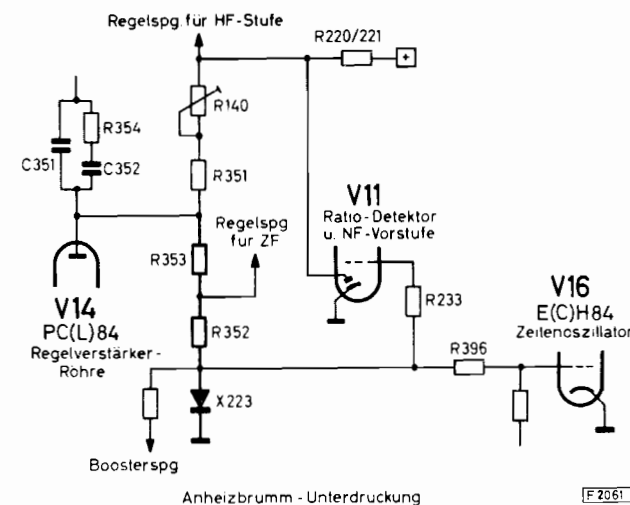 Regelspg. für HF-Stufe
R220/221
+
R140
R354
C351
C352
R351
V11
Ratio-Detektor
u. NF-Vorstufe
Regelspg
fur ZF
R353
V14
PC(L)84
Regelverstärker-
Röhre
R233
V16
E(C)H84
Zeilenoszillator
R352
R396
X223
Boosterspg
Anheizbrumm - Unterdruckung
F 2061